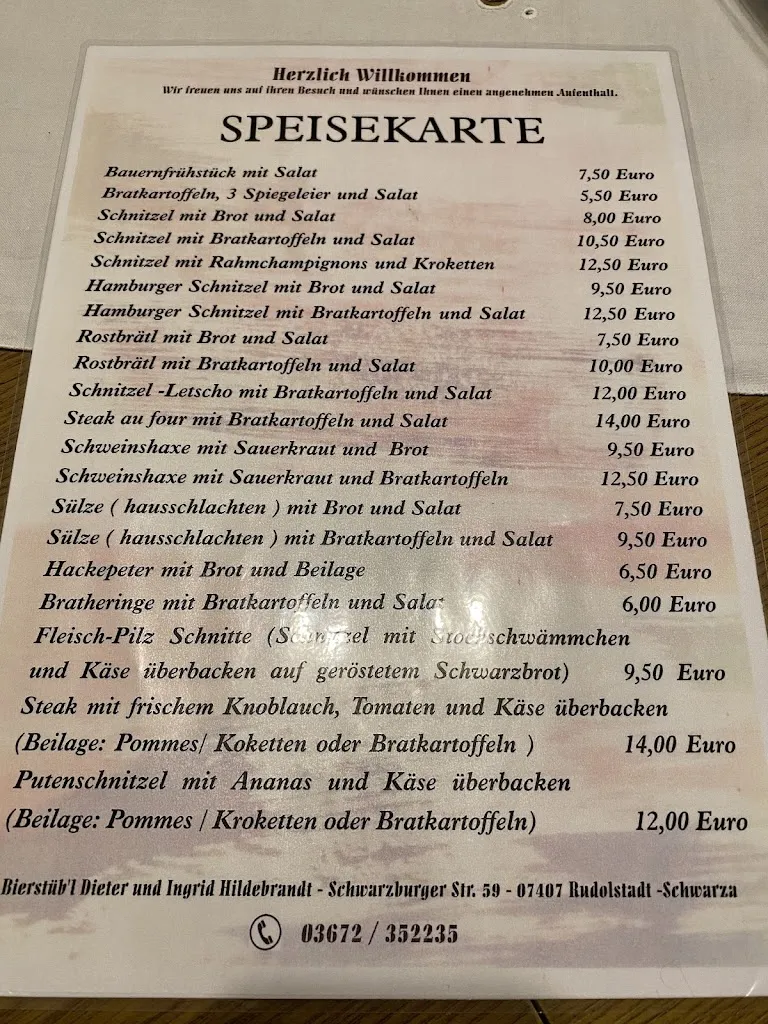 Herzlich Willkommen
Wir freuen uns auf ihren Besuch und wünschen Ihnen einen angenehmen Aufenthalt.
SPEISEKARTE
Bauernfrühstück mit Salat 7,50 Euro
Bratkartoffeln, 3 Spiegeleier und Salat 5,50 Euro
Schnitzel mit Brot und Salat 8,00 Euro
Schnitzel mit Bratkartoffeln und Salat 10,50 Euro
Schnitzel mit Rahmchampignons und Kroketten 12,50 Euro
Hamburger Schnitzel mit Brot und Salat 9,50 Euro
Hamburger Schnitzel mit Bratkartoffeln und Salat 12,50 Euro
Rostbrätl mit Brot und Salat 7,50 Euro
Rostbrätl mit Bratkartoffeln und Salat 10,00 Euro
Schnitzel -Letscho mit Bratkartoffeln und Salat 12,00 Euro
Steak au four mit Bratkartoffeln und Salat 14,00 Euro
Schweinshaxe mit Sauerkraut und Brot 9,50 Euro
Schweinshaxe mit Sauerkraut und Bratkartoffeln 12,50 Euro
Sülze ( hausschlachten ) mit Brot und Salat 7,50 Euro
Sülze ( hausschlachten ) mit Bratkartoffeln und Salat 9,50 Euro
Hackepeter mit Brot und Beilage 6,50 Euro
Bratheringe mit Bratkartoffeln und Salat 6,00 Euro
Fleisch-Pilz Schnitte (Schnitzel mit Stockschwämmchen
und Käse überbacken auf geröstetem Schwarzbrot) 9,50 Euro
Steak mit frischem Knoblauch, Tomaten und Käse überbacken
(Beilage: Pommes/ Koketten oder Bratkartoffeln ) 14,00 Euro
Putenschnitzel mit Ananas und Käse überbacken
(Beilage: Pommes / Kroketten oder Bratkartoffeln) 12,00 Euro
Bierstüb'l Dieter und Ingrid Hildebrandt - Schwarzburger Str. 59 - 07407 Rudolstadt -Schwarza
03672 / 352235